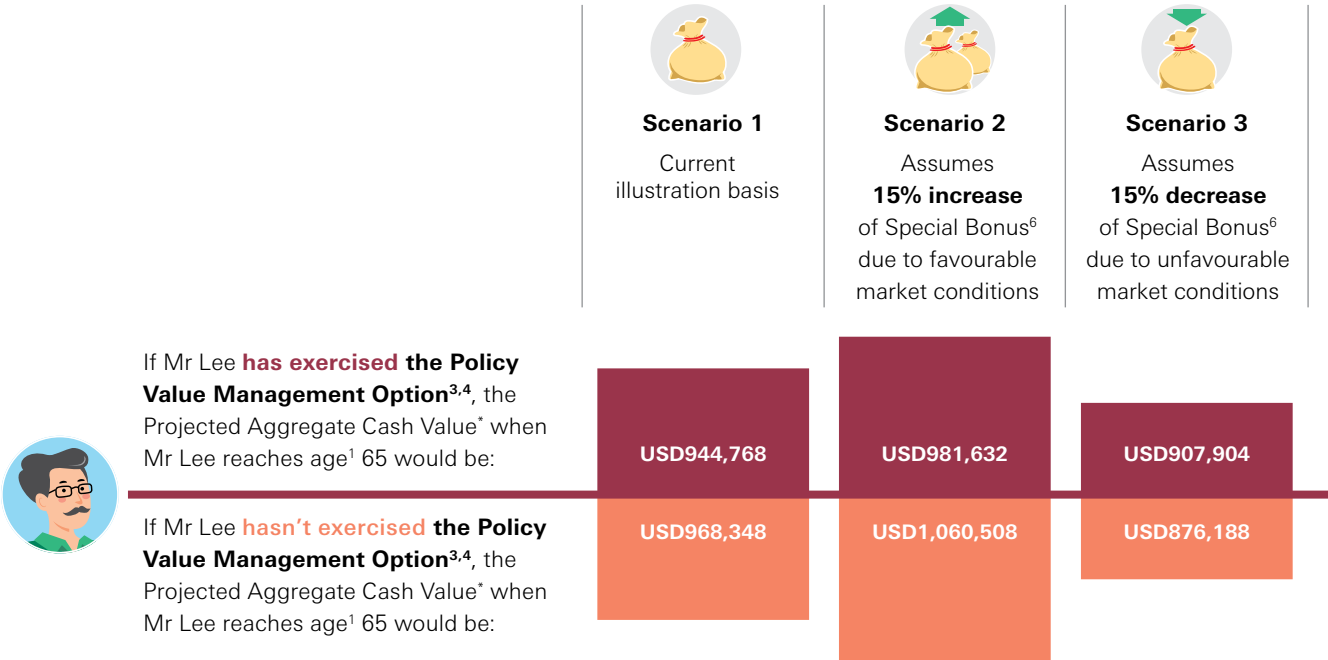 Scenario 1
Current
illustration basis
Scenario 2
Assumes
15% increase
of Special Bonus6
due to favourable
market conditions
Scenario 3
Assumes
15% decrease
of Special Bonus6
due to unfavourable
market conditions
If Mr Lee has exercised the Policy
Value Management Option3,4, the
Projected Aggregate Cash Value* when
Mr Lee reaches age1 65 would be:
USD944,768
USD981,632
USD907,904
If Mr Lee hasn't exercised the Policy
Value Management Option3,4, the
Projected Aggregate Cash Value* when
Mr Lee reaches age1 65 would be:
USD968,348
USD1,060,508
USD876,188